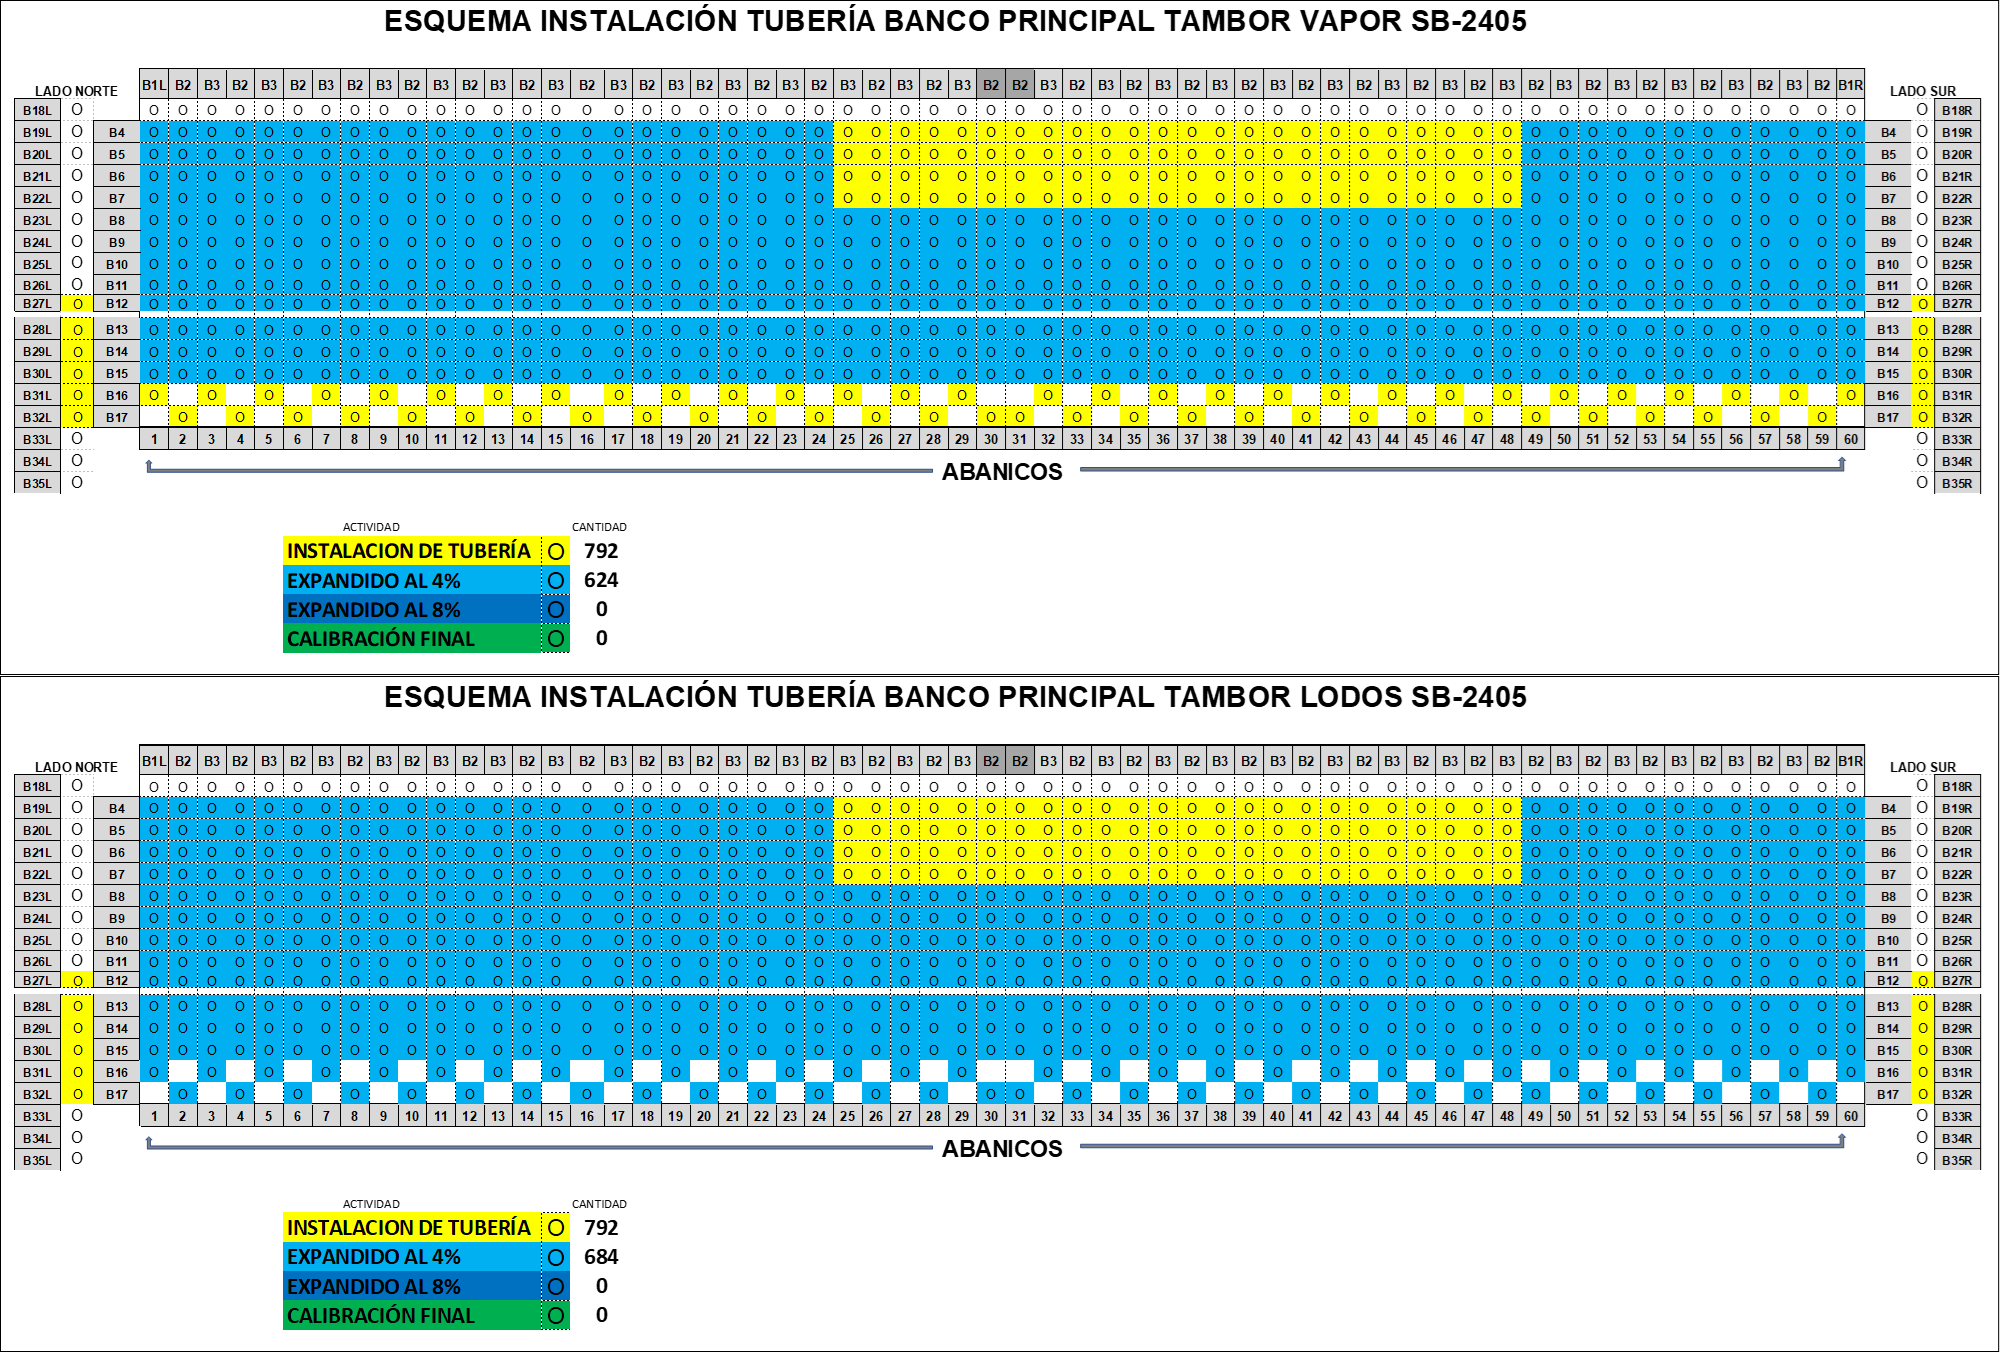 ESQUEMA INSTALACIÓN TUBERÍA BANCO PRINCIPAL TAMBOR VAPOR SB-2405
LADO NORTE B1L B2 B3 B2 B3 B2 B3 B2 B3 B2 B3 B2 B3 B2 B3 B2 B3 B2 B3 B2 B3 B2 B3 B2 B3 B2 B3 B2 B3 B2 B2 B3 B2 B3 B2 B3 B2 B3 B2 B3 B2 B3 B2 B3 B2 B3 B2 B3 B2 B3 B2 B3 B2 B3 B2 B3 B2 B3 B2 B1R LADO SUR
B18L B18R
B19L B4 B4 B19R
B20L B5 B5 B20R
B21L B6 B6 B21R
B22L B7 B7 B22R
B23L B8 B8 B23R
B24L B9 B9 B24R
B25L B10 B10 B25R
B26L B11 B11 B26R
B27L B12 B12 B27R
B28L B13 B13 B28R
B29L B14 B14 B29R
B30L B15 B15 B30R
B31L B16 B16 B31R
B32L B17 B17 B32R
B33L 1 2 3 4 5 6 7 8 9 10 11 12 13 14 15 16 17 18 19 20 21 22 23 24 25 26 27 28 29 30 31 32 33 34 35 36 37 38 39 40 41 42 43 44 45 46 47 48 49 50 51 52 53 54 55 56 57 58 59 60 B33R
B34L ABANICOS B34R
B35L B35R
ACTIVIDAD CANTIDAD
INSTALACION DE TUBERÍA O 792
EXPANDIDO AL 4% O 624
EXPANDIDO AL 8% O 0
CALIBRACIÓN FINAL O 0
ESQUEMA INSTALACIÓN TUBERÍA BANCO PRINCIPAL TAMBOR LODOS SB-2405
LADO NORTE B1L B2 B3 B2 B3 B2 B3 B2 B3 B2 B3 B2 B3 B2 B3 B2 B3 B2 B3 B2 B3 B2 B3 B2 B3 B2 B3 B2 B3 B2 B2 B3 B2 B3 B2 B3 B2 B3 B2 B3 B2 B3 B2 B3 B2 B3 B2 B3 B2 B3 B2 B3 B2 B3 B2 B3 B2 B3 B2 B1R LADO SUR
B18L B18R
B19L B4 B4 B19R
B20L B5 B5 B20R
B21L B6 B6 B21R
B22L B7 B7 B22R
B23L B8 B8 B23R
B24L B9 B9 B24R
B25L B10 B10 B25R
B26L B11 B11 B26R
B27L B12 B12 B27R
B28L B13 B13 B28R
B29L B14 B14 B29R
B30L B15 B15 B30R
B31L B16 B16 B31R
B32L B17 B17 B32R
B33L 1 2 3 4 5 6 7 8 9 10 11 12 13 14 15 16 17 18 19 20 21 22 23 24 25 26 27 28 29 30 31 32 33 34 35 36 37 38 39 40 41 42 43 44 45 46 47 48 49 50 51 52 53 54 55 56 57 58 59 60 B33R
B34L ABANICOS B34R
B35L B35R
ACTIVIDAD CANTIDAD
INSTALACION DE TUBERÍA O 792
EXPANDIDO AL 4% O 684
EXPANDIDO AL 8% O 0
CALIBRACIÓN FINAL O 0